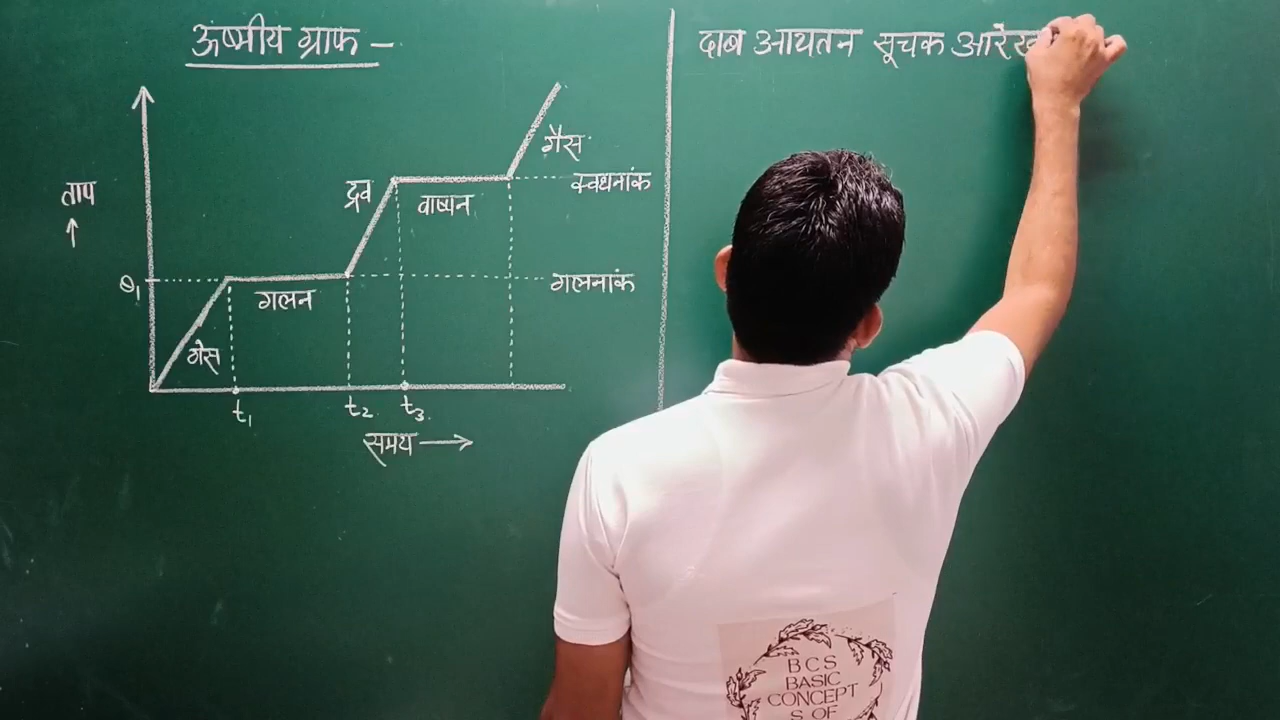 ऊष्मीय ग्राफ -
दाब आयतन सूचक आरेख
गैस
ताप
↑
द्रव
वाष्पन
क्वथनांक
θ₁
गलन
गलनांक
गेस
t₁ t₂ t₃
समय →
BCS
BASIC
CONCEPT
S OF